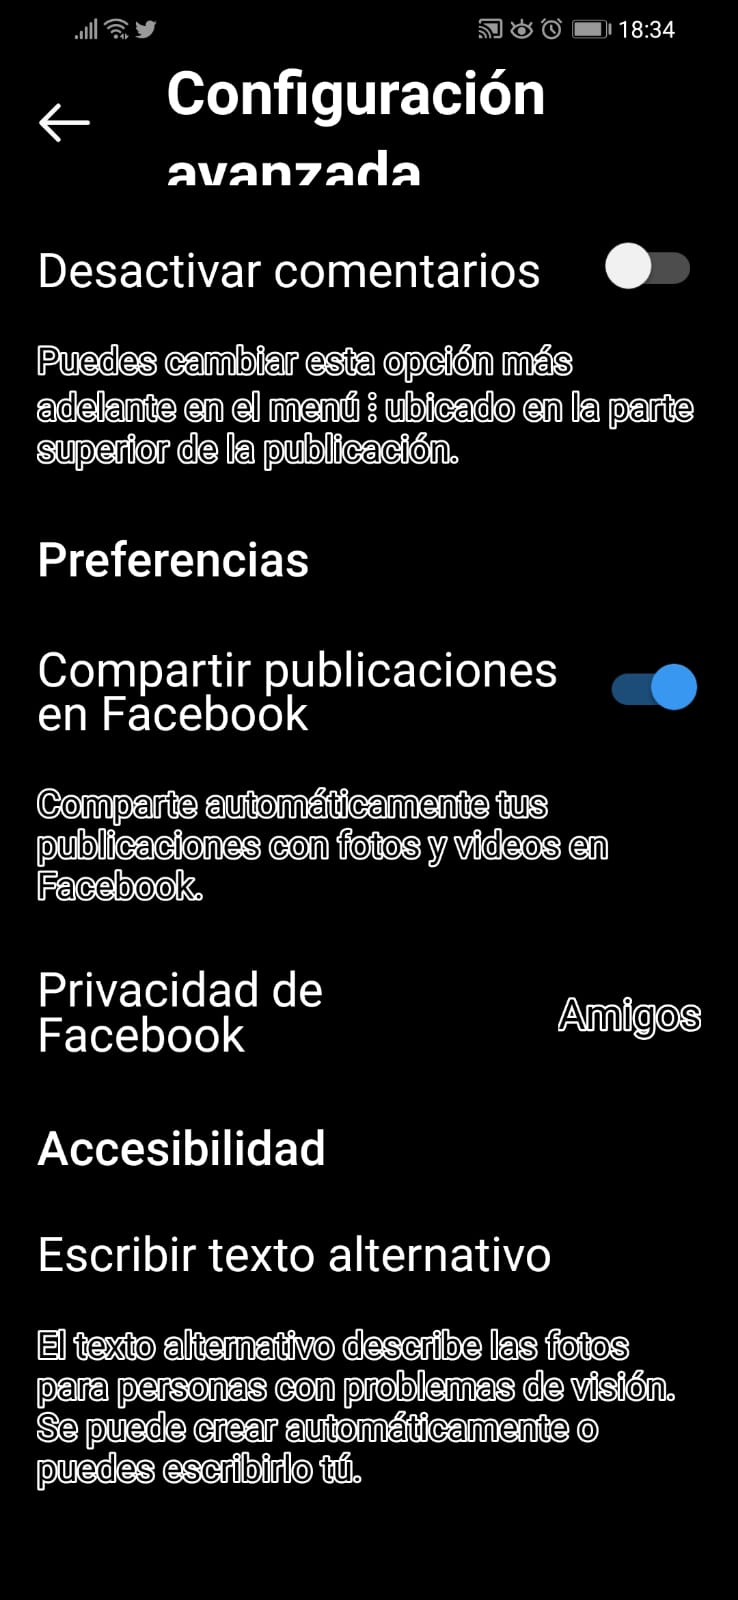 18:34
Configuración
avanzada
Desactivar comentarios
Puedes cambiar esta opción más
adelante en el menú ⋮ ubicado en la parte
superior de la publicación.
Preferencias
Compartir publicaciones
en Facebook
Comparte automáticamente tus
publicaciones con fotos y videos en
Facebook.
Privacidad de
Facebook
Amigos
Accesibilidad
Escribir texto alternativo
El texto alternativo describe las fotos
para personas con problemas de visión.
Se puede crear automáticamente o
puedes escribirlo tú.